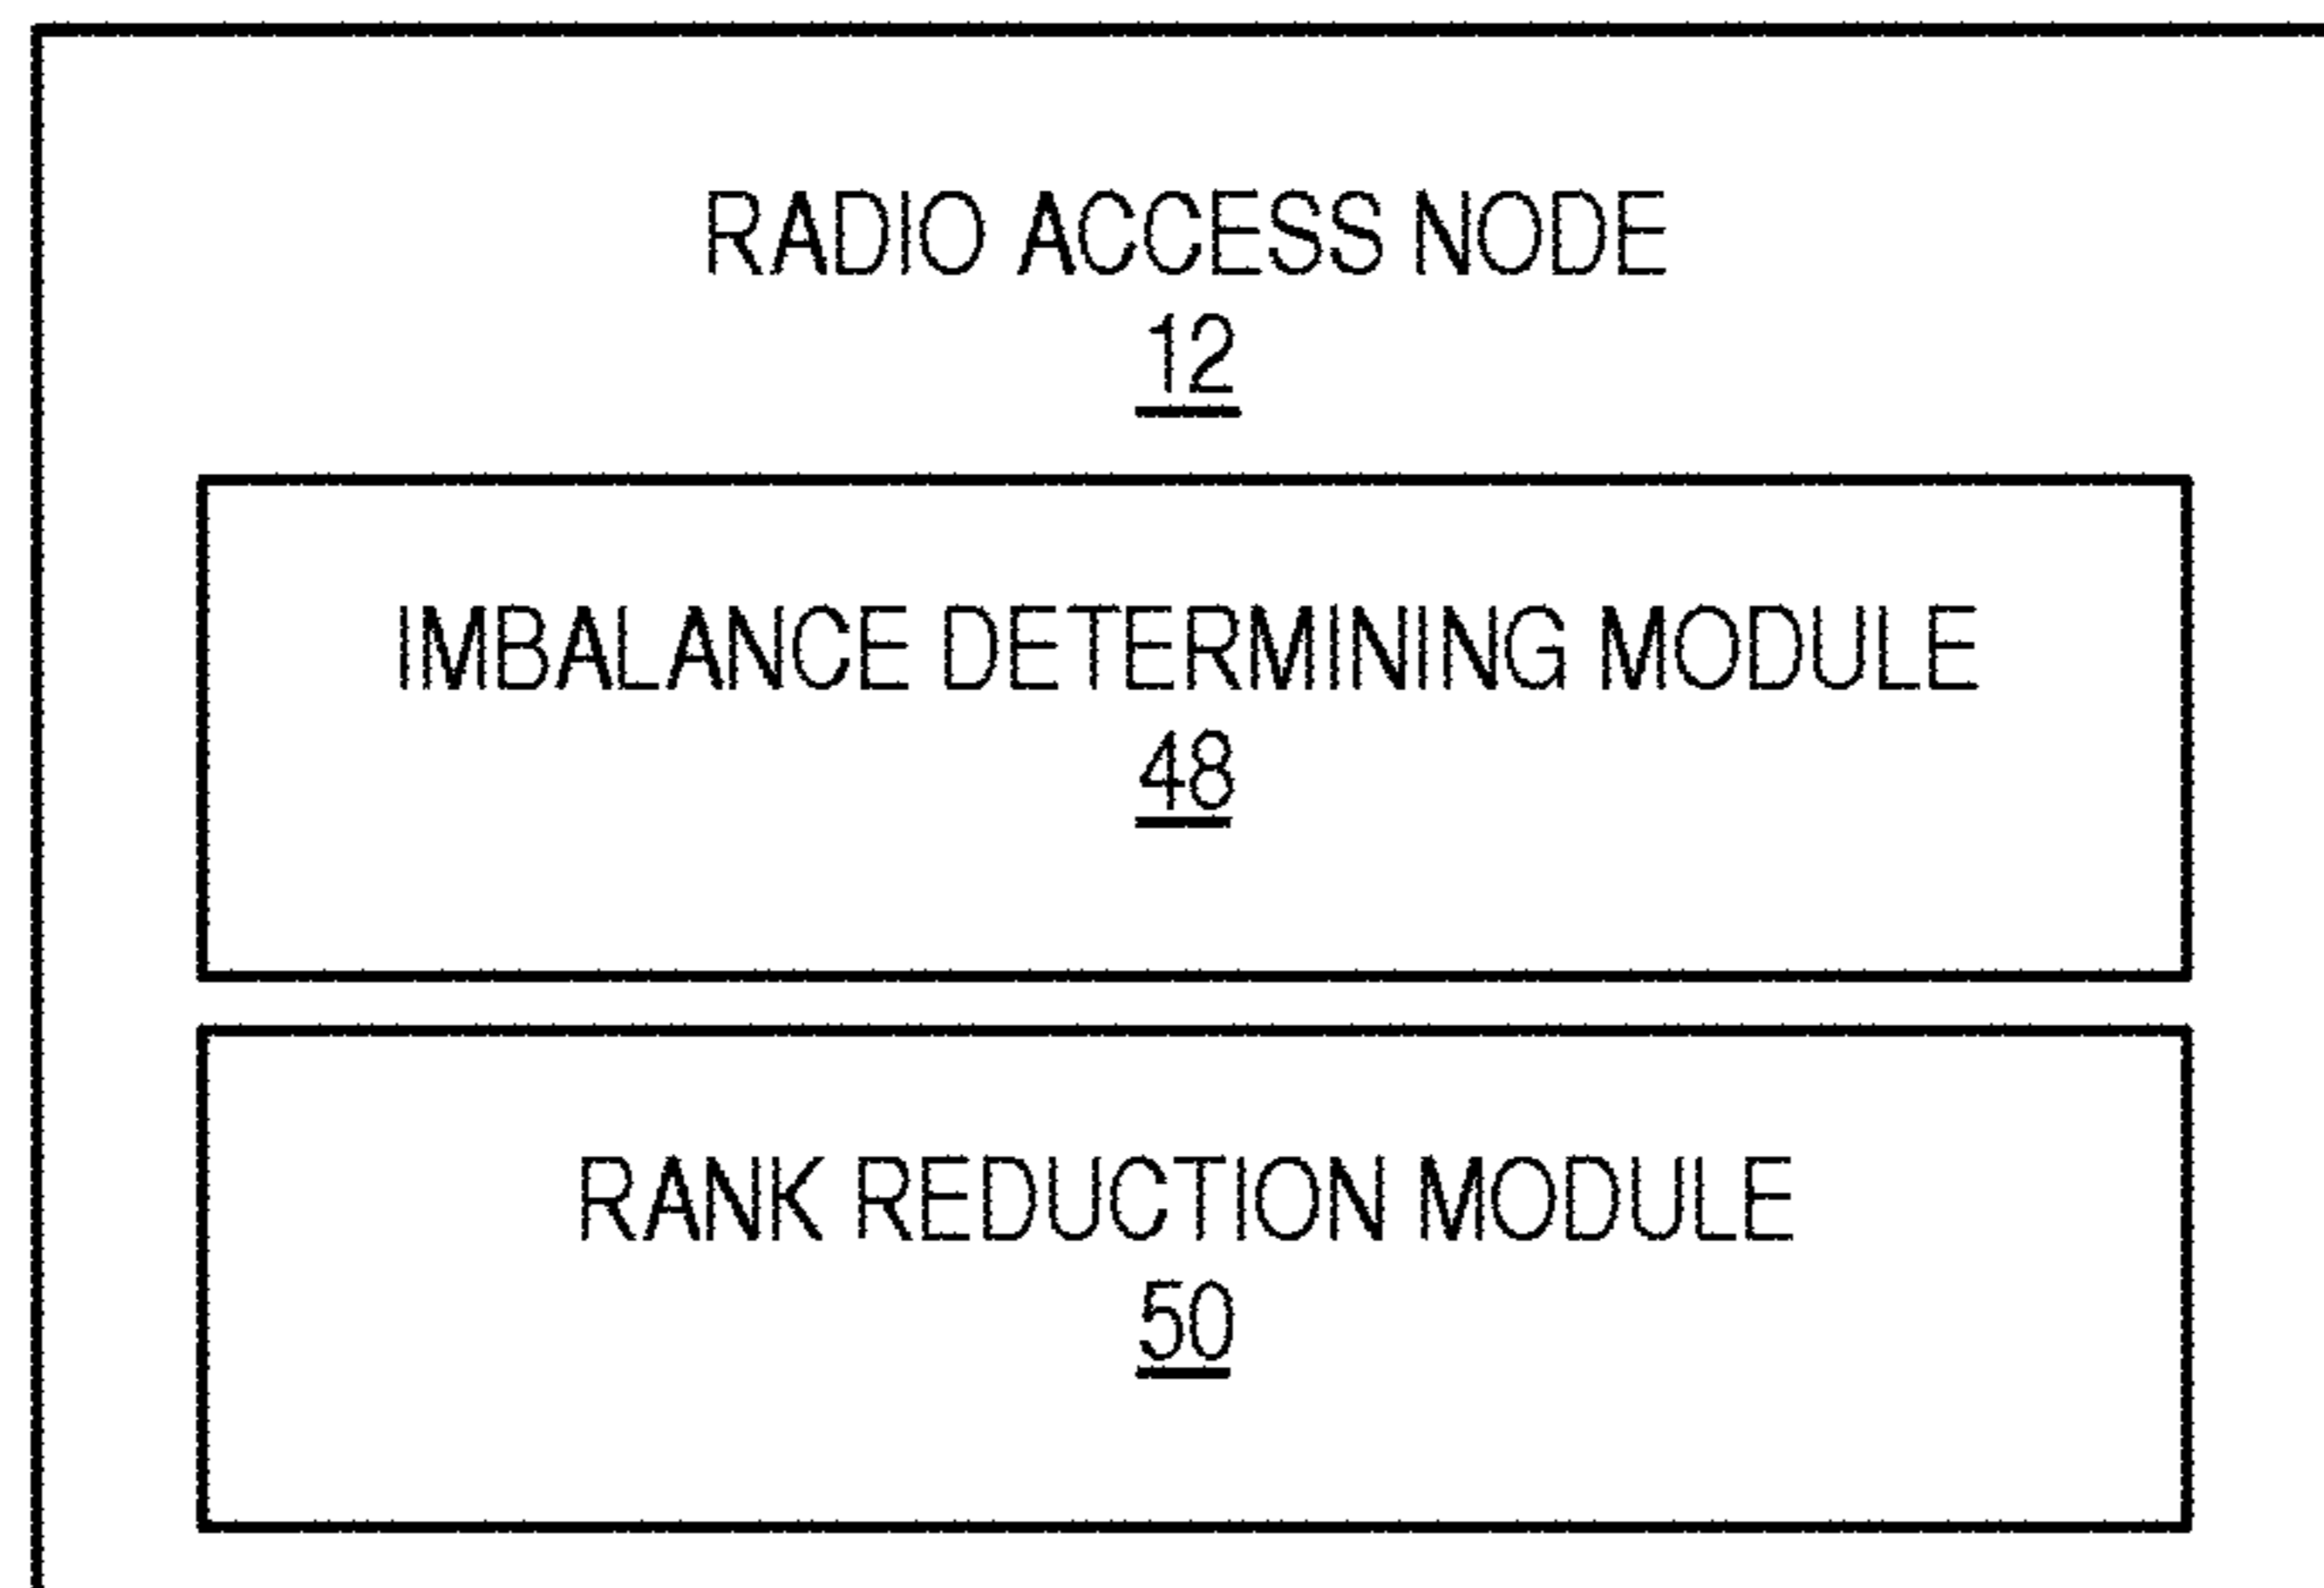 RADIO ACCESS NODE
12
IMBALANCE DETERMINING MODULE
48
RANK REDUCTION MODULE
50